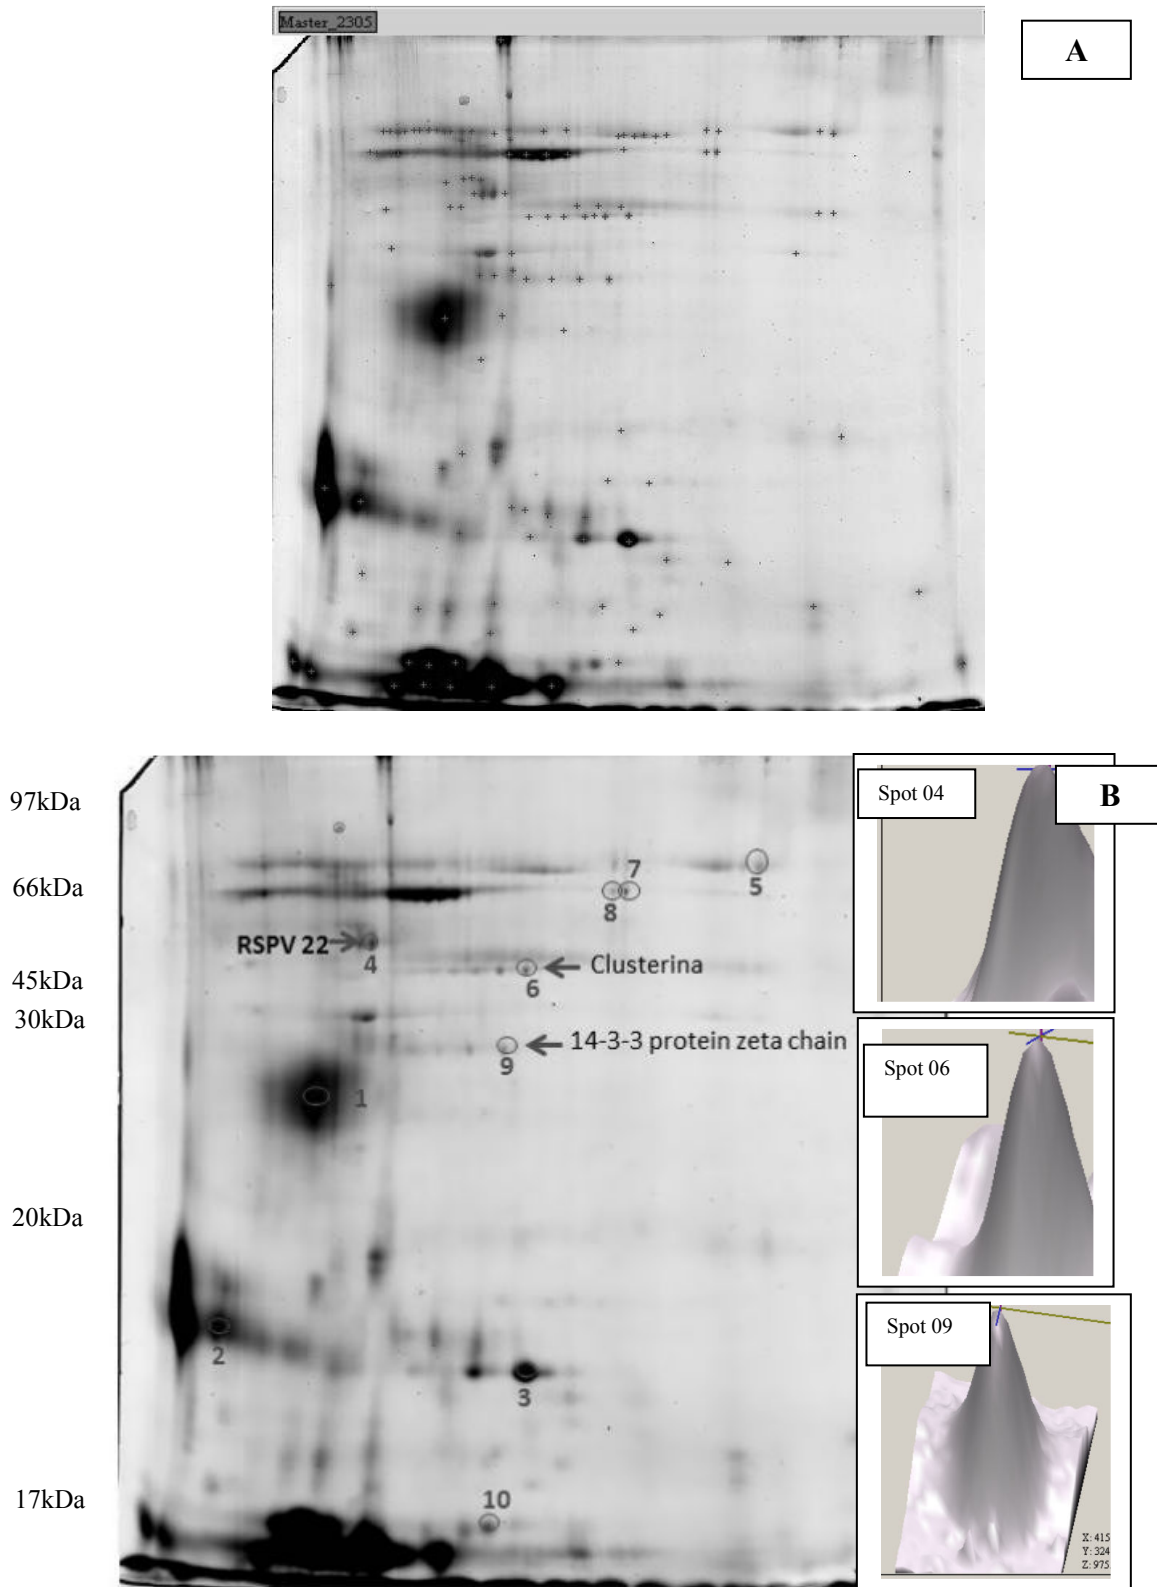 Master_2305
A
97kDa
66kDa
45kDa
30kDa
20kDa
17kDa
7
8
5
RSPV 22
4
Clusterina
6
14-3-3 protein zeta chain
9
1
2
3
10
Spot 04
B
Spot 06
Spot 09
X: 415
Y: 324
Z: 975